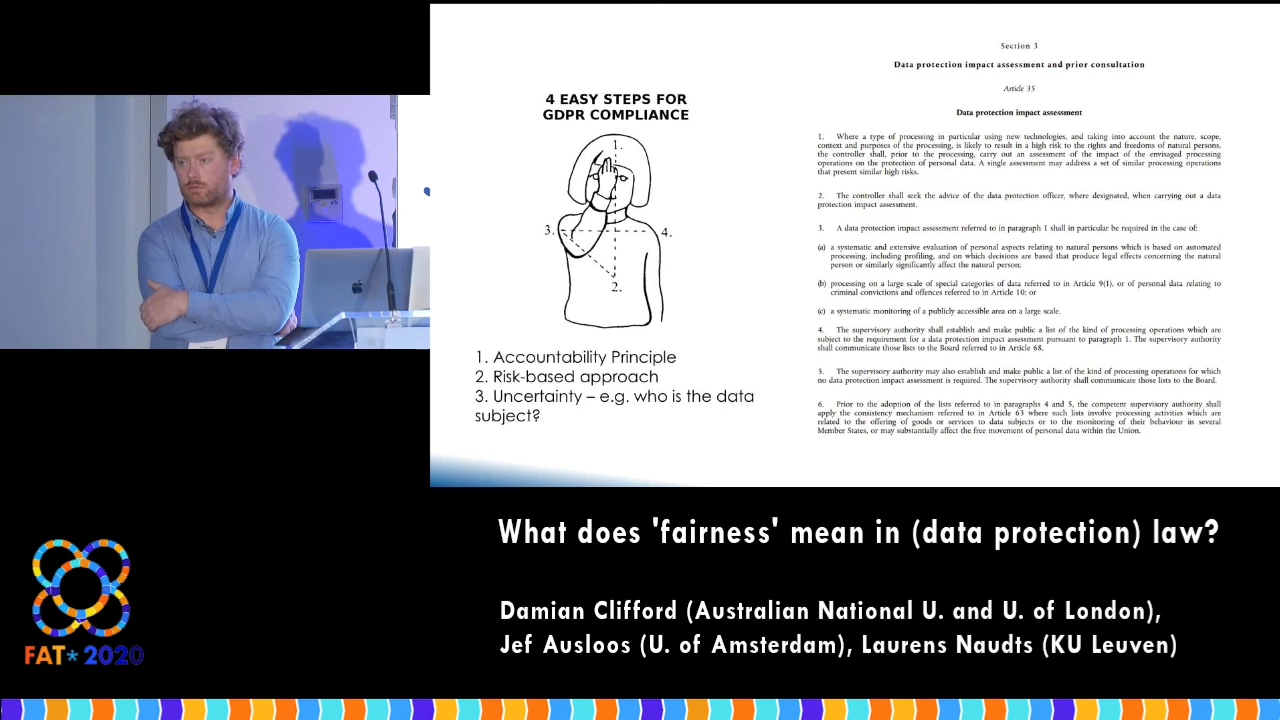 4 EASY STEPS FOR
GDPR COMPLIANCE
1.
3.
4.
2.
1. Accountability Principle
2. Risk-based approach
3. Uncertainty – e.g. who is the data
subject?
Section 3
Data protection impact assessment and prior consultation
Article 35
Data protection impact assessment
1. Where a type of processing in particular using new technologies, and taking into account the nature, scope,
context and purposes of the processing, is likely to result in a high risk to the rights and freedoms of natural persons,
the controller shall, prior to the processing, carry out an assessment of the impact of the envisaged processing
operations on the protection of personal data. A single assessment may address a set of similar processing operations
that present similar high risks.
2. The controller shall seek the advice of the data protection officer, where designated, when carrying out a data
protection impact assessment.
3. A data protection impact assessment referred to in paragraph 1 shall in particular be required in the case of:
(a) a systematic and extensive evaluation of personal aspects relating to natural persons which is based on automated
processing, including profiling, and on which decisions are based that produce legal effects concerning the natural
person or similarly significantly affect the natural person;
(b) processing on a large scale of special categories of data referred to in Article 9(1), or of personal data relating to
criminal convictions and offences referred to in Article 10; or
(c) a systematic monitoring of a publicly accessible area on a large scale.
4. The supervisory authority shall establish and make public a list of the kind of processing operations which are
subject to the requirement for a data protection impact assessment pursuant to paragraph 1. The supervisory authority
shall communicate those lists to the Board referred to in Article 68.
5. The supervisory authority may also establish and make public a list of the kind of processing operations for which
no data protection impact assessment is required. The supervisory authority shall communicate those lists to the Board.
6. Prior to the adoption of the lists referred to in paragraphs 4 and 5, the competent supervisory authority shall
apply the consistency mechanism referred to in Article 63 where such lists involve processing activities which are
related to the offering of goods or services to data subjects or to the monitoring of their behaviour in several
Member States, or may substantially affect the free movement of personal data within the Union.
What does 'fairness' mean in (data protection) law?
Damian Clifford (Australian National U. and U. of London),
Jef Ausloos (U. of Amsterdam), Laurens Naudts (KU Leuven)
FAT* 2020